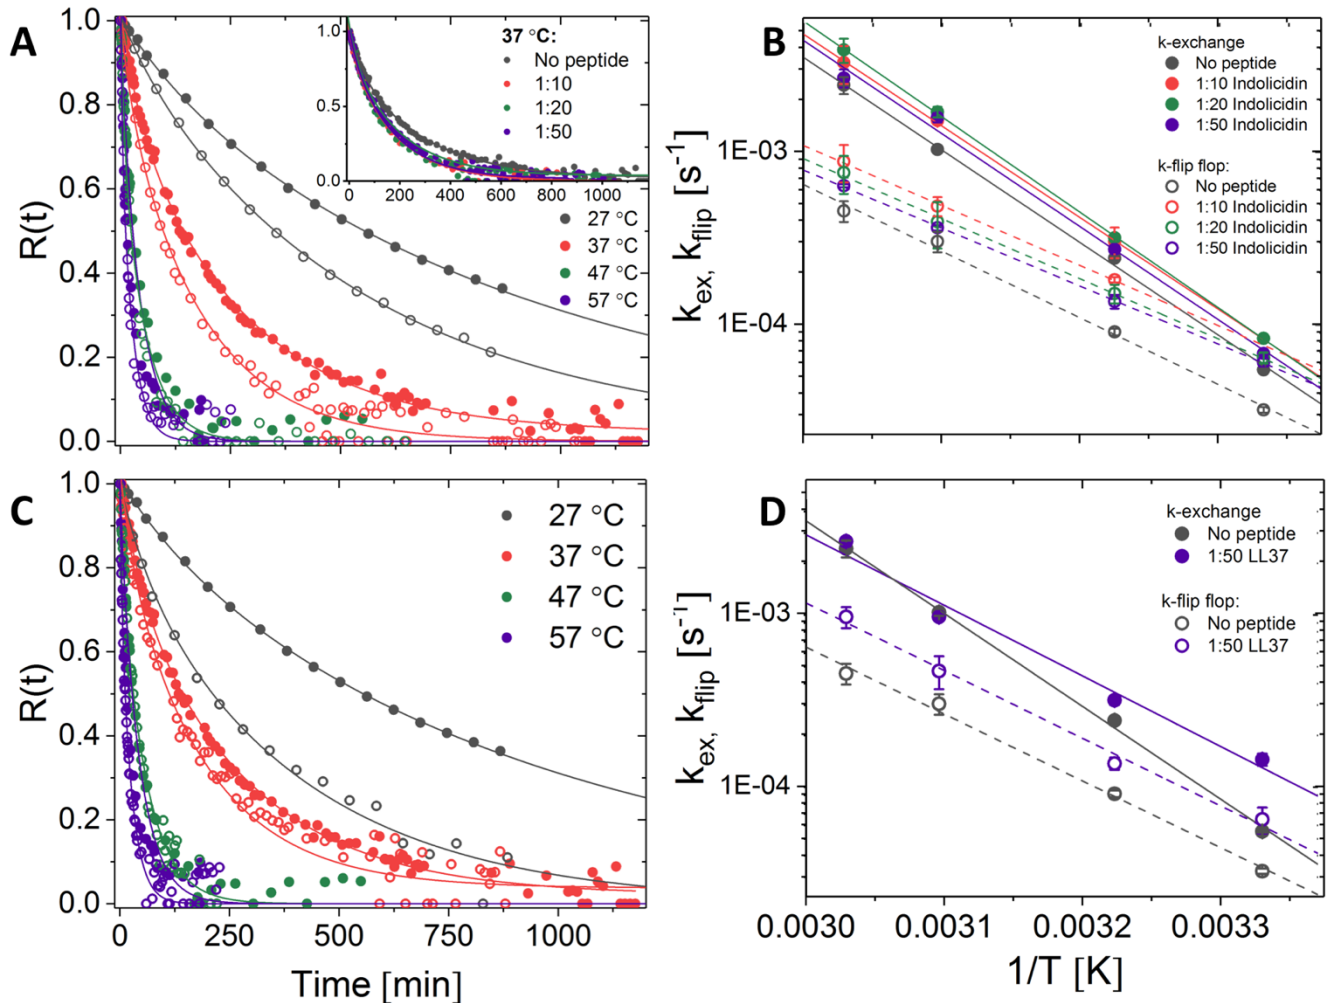 A
1.0
0.8
0.6
0.4
0.2
0.0
R(t)
1.0
0.5
0.0
0
200
400
600
800
1000
37 °C:
No peptide
1:10
1:20
1:50
27 °C
37 °C
47 °C
57 °C
B
1E-03
1E-04
k_ex, k_flip [s⁻¹]
k-exchange
No peptide
1:10 Indolicidin
1:20 Indolicidin
1:50 Indolicidin
k-flip flop:
No peptide
1:10 Indolicidin
1:20 Indolicidin
1:50 Indolicidin
C
1.0
0.8
0.6
0.4
0.2
0.0
R(t)
27 °C
37 °C
47 °C
57 °C
0
250
500
750
1000
Time [min]
D
1E-03
1E-04
k_ex, k_flip [s⁻¹]
k-exchange
No peptide
1:50 LL37
k-flip flop:
No peptide
1:50 LL37
0.0030
0.0031
0.0032
0.0033
1/T [K]